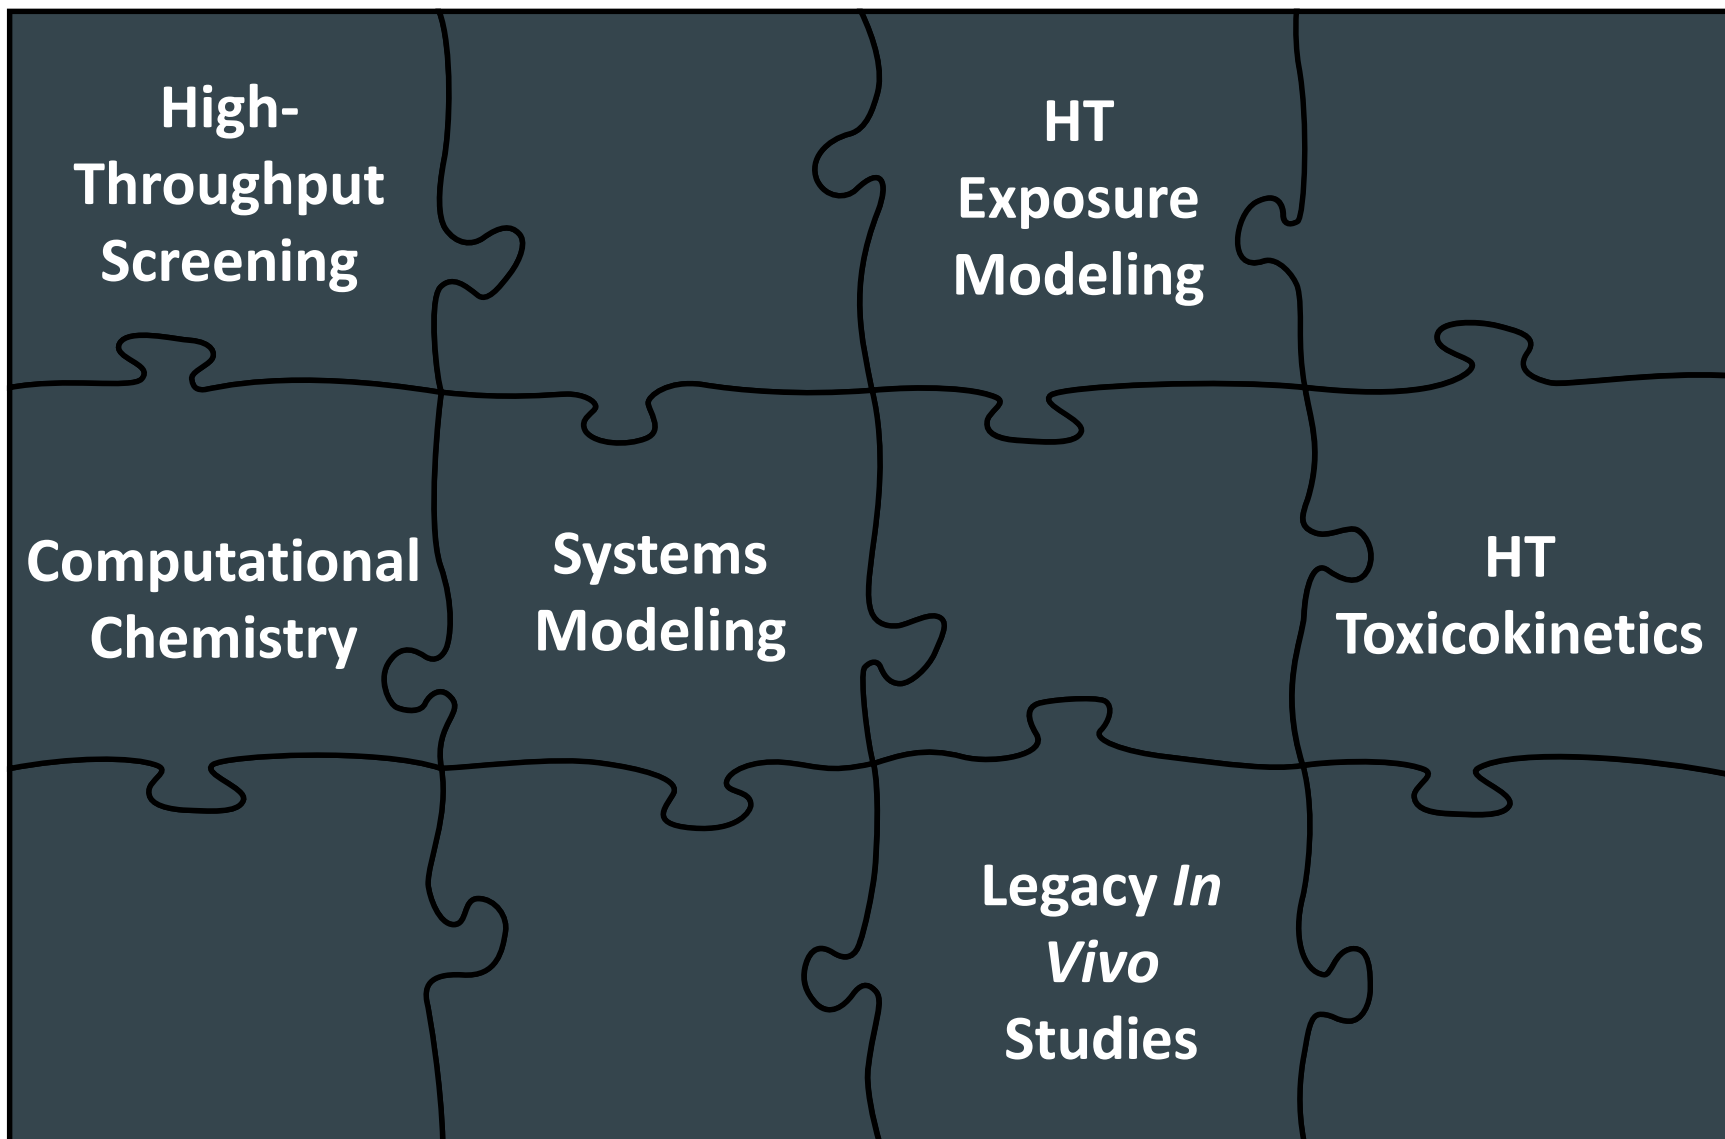 High-
Throughput
Screening
HT
Exposure
Modeling
Computational
Chemistry
Systems
Modeling
HT
Toxicokinetics
Legacy In
Vivo
Studies